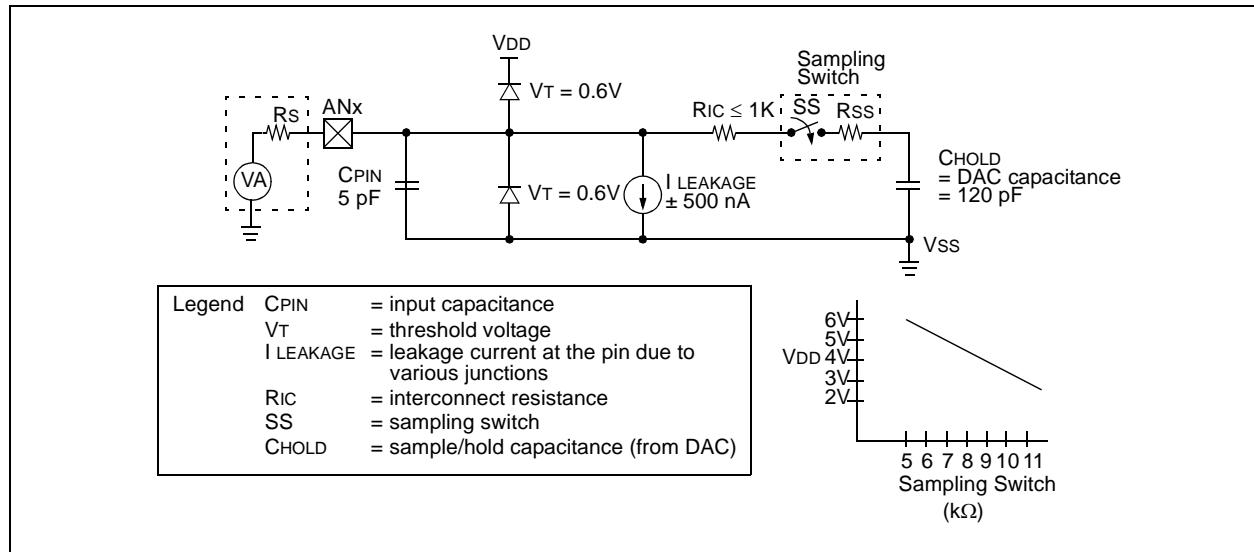 VDD
Sampling
Switch
VT = 0.6V
RS
ANx
RIC ≤ 1K
SS
RSS
VA
CPIN
5 pF
VT = 0.6V
I LEAKAGE
± 500 nA
CHOLD
= DAC capacitance
= 120 pF
VSS
Legend CPIN = input capacitance
VT = threshold voltage
I LEAKAGE = leakage current at the pin due to
various junctions
RIC = interconnect resistance
SS = sampling switch
CHOLD = sample/hold capacitance (from DAC)
6V
5V
VDD 4V
3V
2V
5 6 7 8 9 10 11
Sampling Switch
(kΩ)